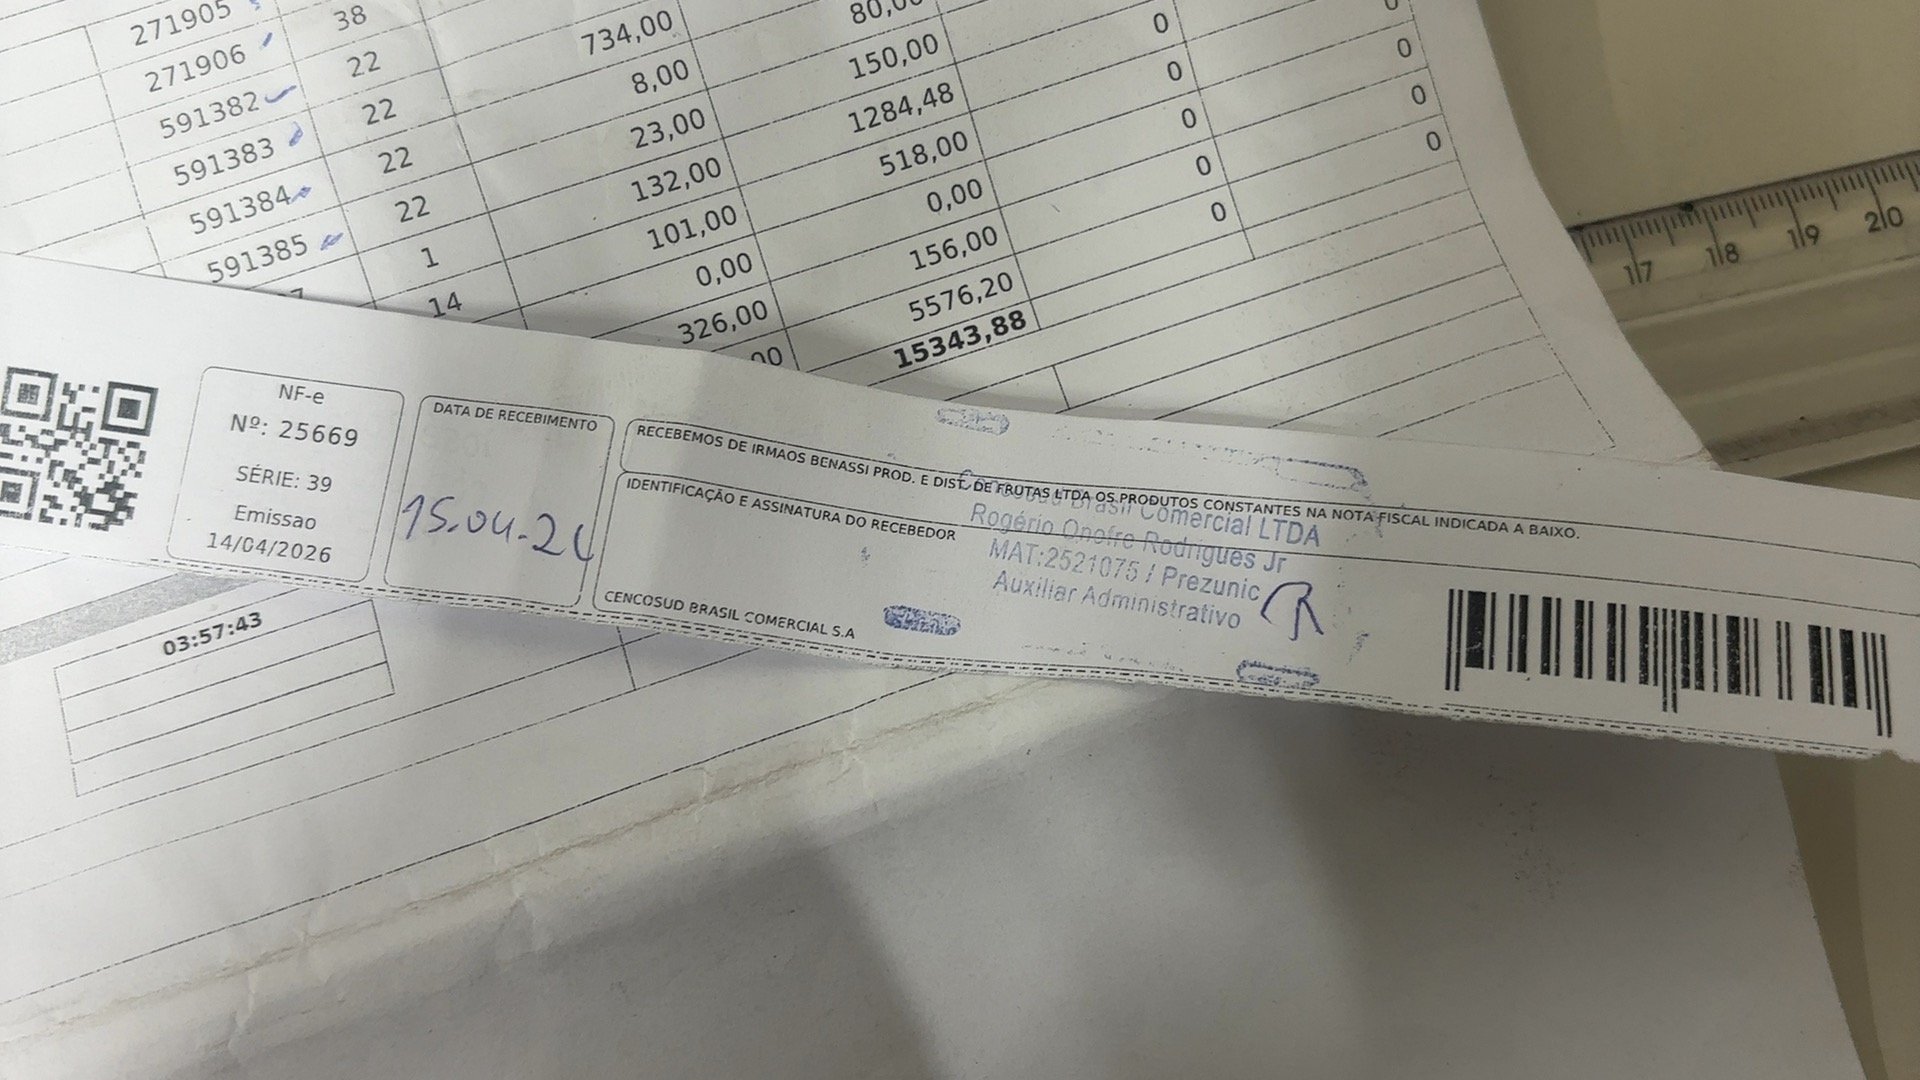 271905 38 734,00 80,00 0 0
271906 22 8,00 150,00 0 0
591382 22 23,00 1284,48 0 0
591383 22 132,00 518,00 0 0
591384 22 101,00 0,00 0
591385 1 0,00 156,00 0
14 326,00 5576,20
15343,88
17 18 19 20
NF-e
Nº: 25669
SÉRIE: 39
Emissao
14/04/2026
DATA DE RECEBIMENTO
15.04.2
RECEBEMOS DE IRMAOS BENASSI PROD. E DIST. DE FRUTAS LTDA OS PRODUTOS CONSTANTES NA NOTA FISCAL INDICADA A BAIXO.
IDENTIFICAÇÃO E ASSINATURA DO RECEBEDOR
Cencosud Brasil Comercial LTDA
Rogério Onofre Rodrigues Jr
MAT:2521075 / Prezunic
Auxiliar Administrativo
CENCOSUD BRASIL COMERCIAL S.A
03:57:43